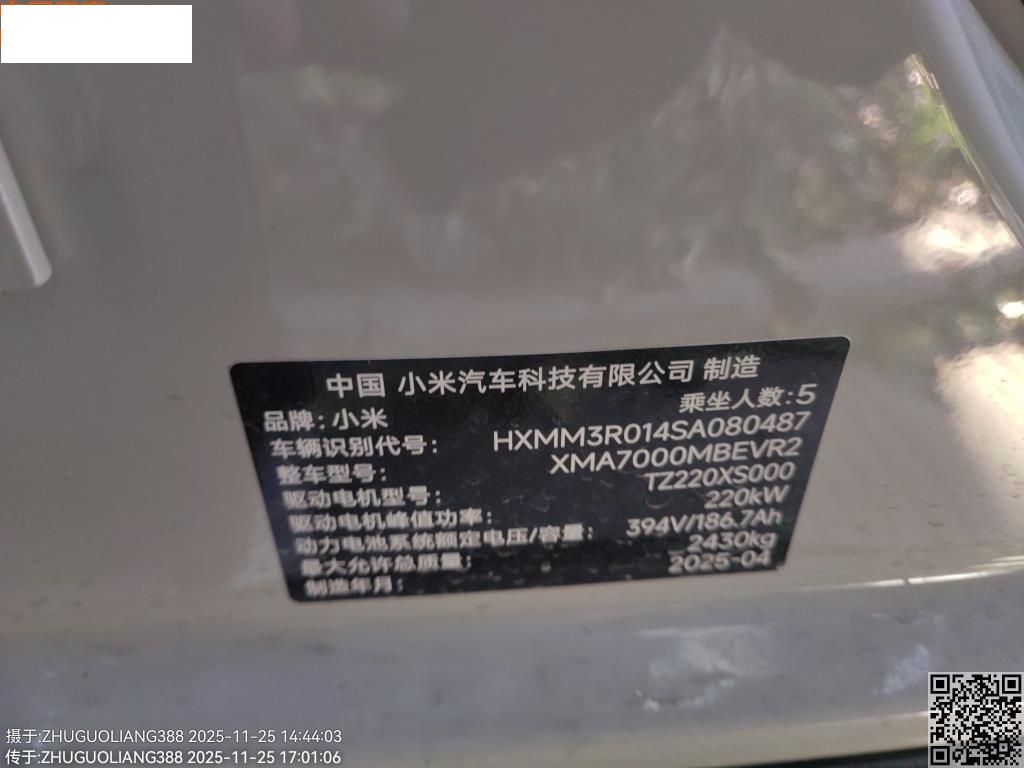 中国 小米汽车科技有限公司 制造
品牌: 小米 乘坐人数: 5
车辆识别代号: HXMM3R014SA080487
整车型号: XMA7000MBEVR2
驱动电机型号: TZ220XS000
驱动电机峰值功率: 220kW
动力电池系统额定电压/容量: 394V/186.7Ah
最大允许总质量: 2430kg
制造年月: 2025-04
摄于:ZHUGUOLIANG388 2025-11-25 14:44:03
传于:ZHUGUOLIANG388 2025-11-25 17:01:06